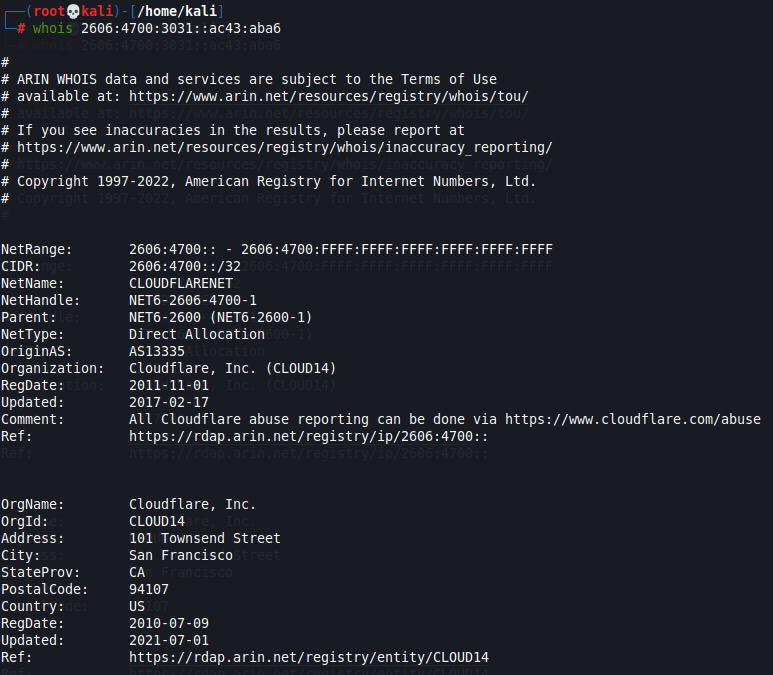 ┌──(root💀kali)-[/home/kali]
└─# whois 2606:4700:3031::ac43:aba6
#
# ARIN WHOIS data and services are subject to the Terms of Use
# available at: https://www.arin.net/resources/registry/whois/tou/
#
# If you see inaccuracies in the results, please report at
# https://www.arin.net/resources/registry/whois/inaccuracy_reporting/
#
# Copyright 1997-2022, American Registry for Internet Numbers, Ltd.
#
NetRange: 2606:4700:: - 2606:4700:FFFF:FFFF:FFFF:FFFF:FFFF:FFFF
CIDR: 2606:4700::/32
NetName: CLOUDFLARENET
NetHandle: NET6-2606-4700-1
Parent: NET6-2600 (NET6-2600-1)
NetType: Direct Allocation
OriginAS: AS13335
Organization: Cloudflare, Inc. (CLOUD14)
RegDate: 2011-11-01
Updated: 2017-02-17
Comment: All Cloudflare abuse reporting can be done via https://www.cloudflare.com/abuse
Ref: https://rdap.arin.net/registry/ip/2606:4700::
OrgName: Cloudflare, Inc.
OrgId: CLOUD14
Address: 101 Townsend Street
City: San Francisco
StateProv: CA
PostalCode: 94107
Country: US
RegDate: 2010-07-09
Updated: 2021-07-01
Ref: https://rdap.arin.net/registry/entity/CLOUD14